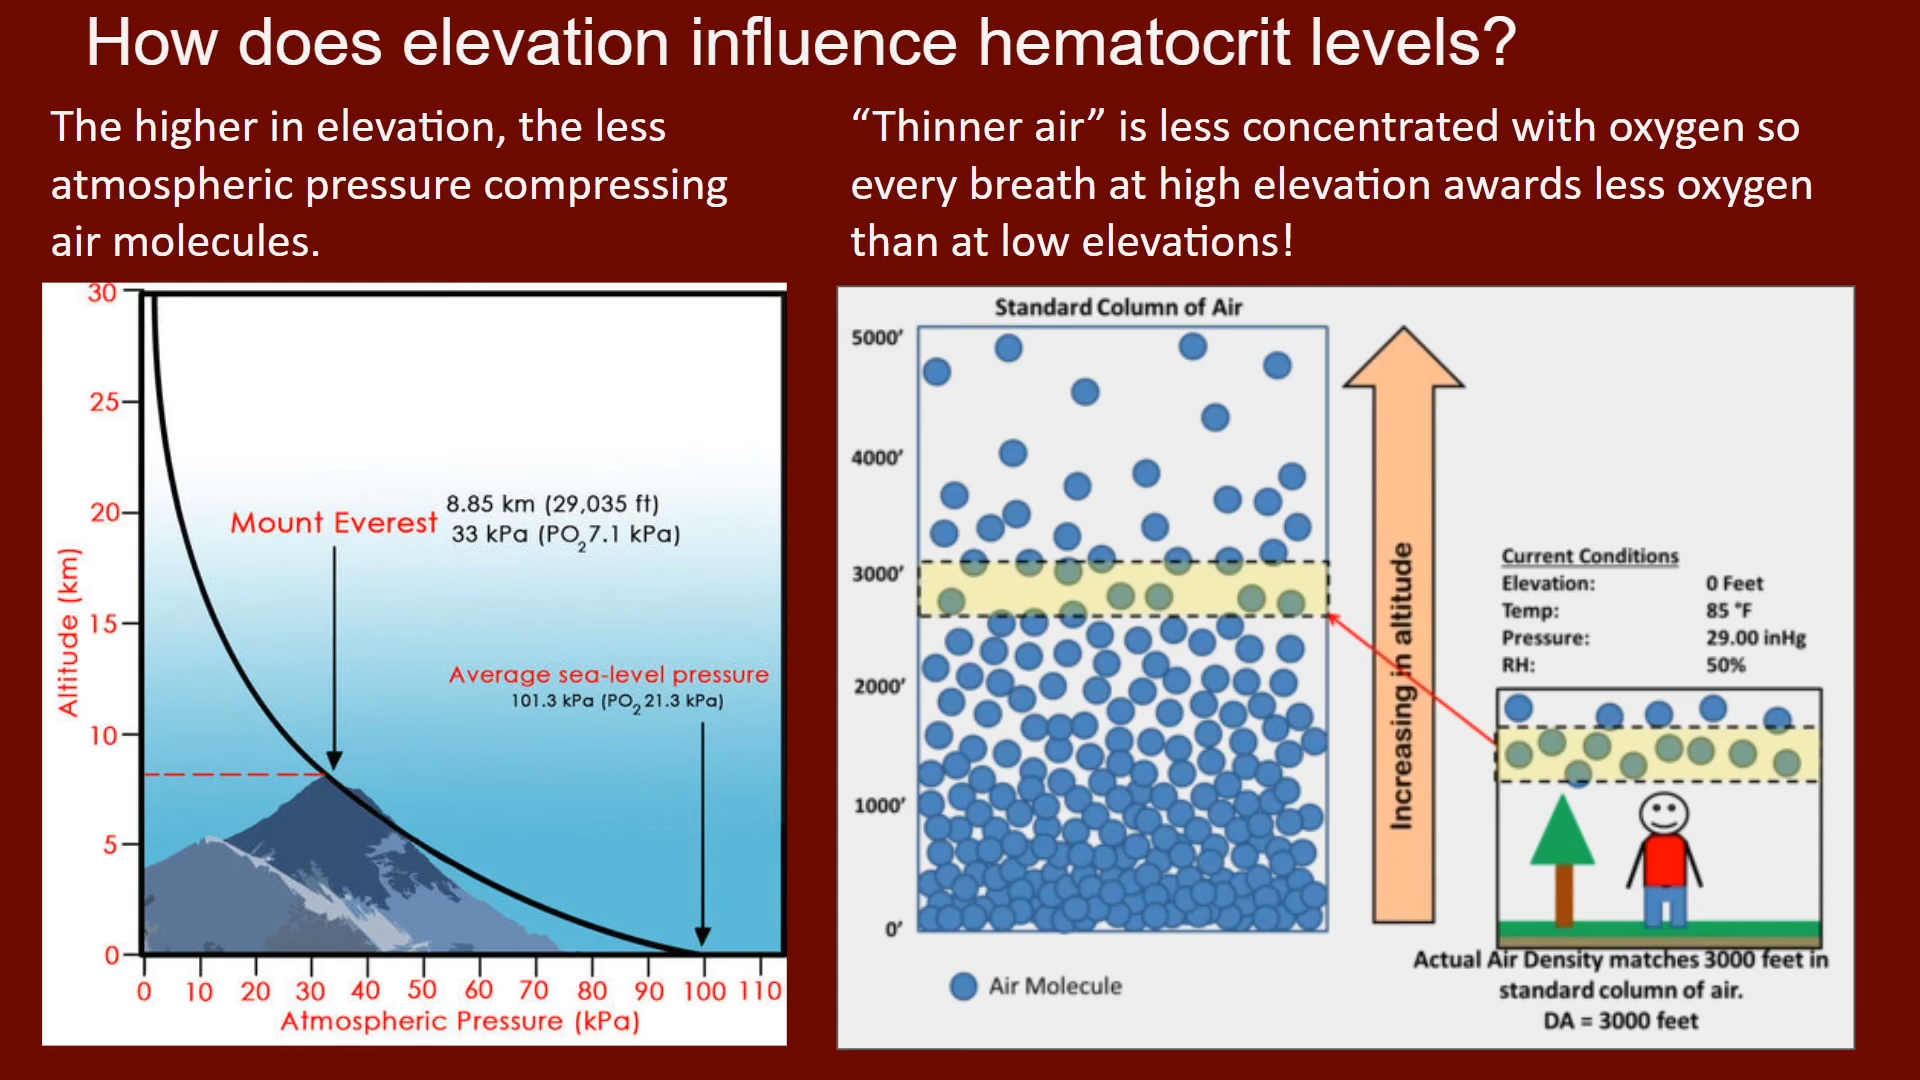 How does elevation influence hematocrit levels?
The higher in elevation, the less
atmospheric pressure compressing
air molecules.
“Thinner air” is less concentrated with oxygen so
every breath at high elevation awards less oxygen
than at low elevations!
30
25
20
15
10
5
0
Altitude (km)
Mount Everest
8.85 km (29,035 ft)
33 kPa (PO2 7.1 kPa)
Average sea-level pressure
101.3 kPa (PO2 21.3 kPa)
0 10 20 30 40 50 60 70 80 90 100 110
Atmospheric Pressure (kPa)
Standard Column of Air
5000’
4000’
3000’
2000’
1000’
0’
Air Molecule
Increasing in altitude
Current Conditions
Elevation: 0 Feet
Temp: 85 °F
Pressure: 29.00 inHg
RH: 50%
Actual Air Density matches 3000 feet in
standard column of air.
DA = 3000 feet